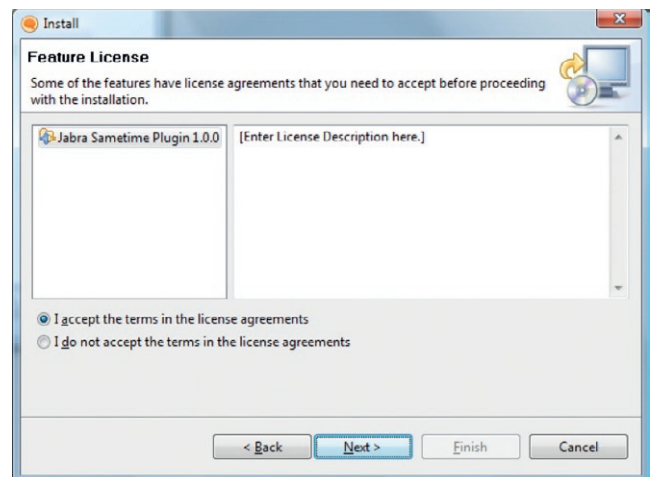 Install
Feature License
Some of the features have license agreements that you need to accept before proceeding
with the installation.
Jabra Sametime Plugin 1.0.0
[Enter License Description here.]
I accept the terms in the license agreements
I do not accept the terms in the license agreements
< Back
Next >
Finish
Cancel